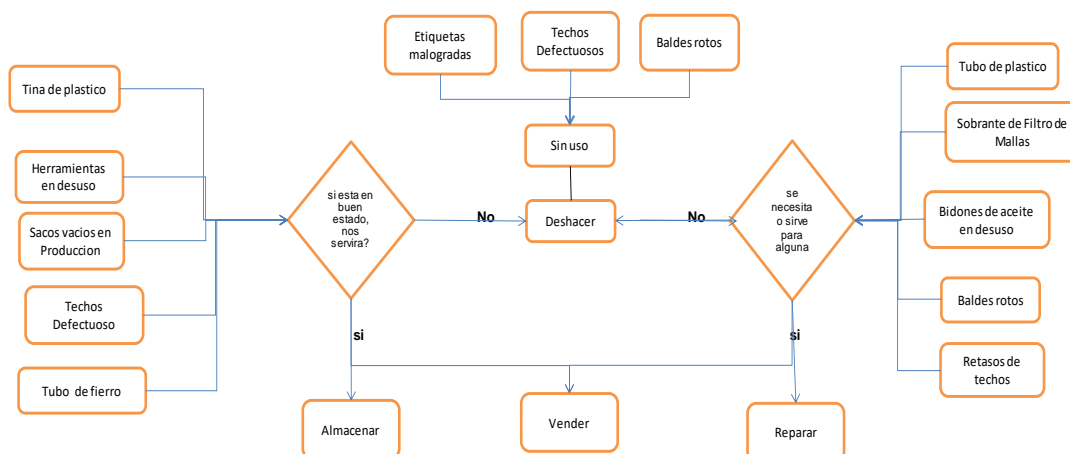 Etiquetas
malogradas
Techos
Defectuosos
Baldes rotos
Tina de plastico
Tubo de plastico
Sobrante de Filtro de
Mallas
Sin uso
Herramientas
en desuso
si esta en
buen
estado,
nos
servira?
No
Deshacer
No
se
necesita
o sirve
para
alguna
Bidones de aceite
en desuso
Sacos vacios en
Produccion
Techos
Defectuoso
Baldes rotos
si
si
Retasos de
techos
Tubo de fierro
Almacenar
Vender
Reparar